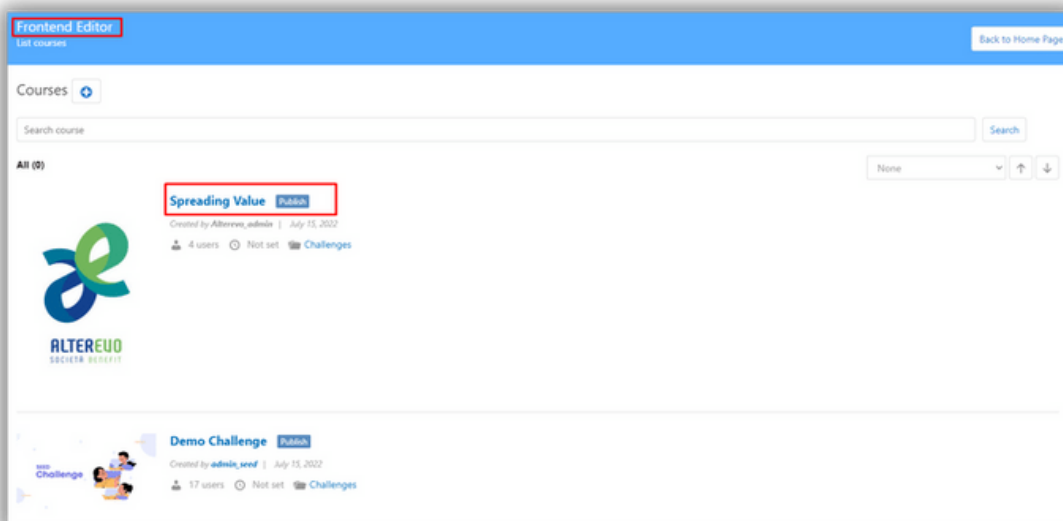 Frontend Editor
List courses
Back to Home Page
Courses
Search course
Search
All (0)
None
Spreading Value Publish
Created by Alterevo_admin | July 15, 2022
4 users Not set Challenges
ALTEREVO
SOCIETÀ BENEFIT
Demo Challenge Publish
Created by admin_seed | July 15, 2022
17 users Not set Challenges
SEED
Challenge